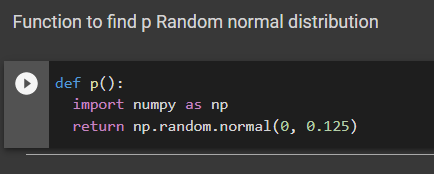 Function to find p Random normal distribution
def p():
  import numpy as np
  return np.random.normal(0, 0.125)